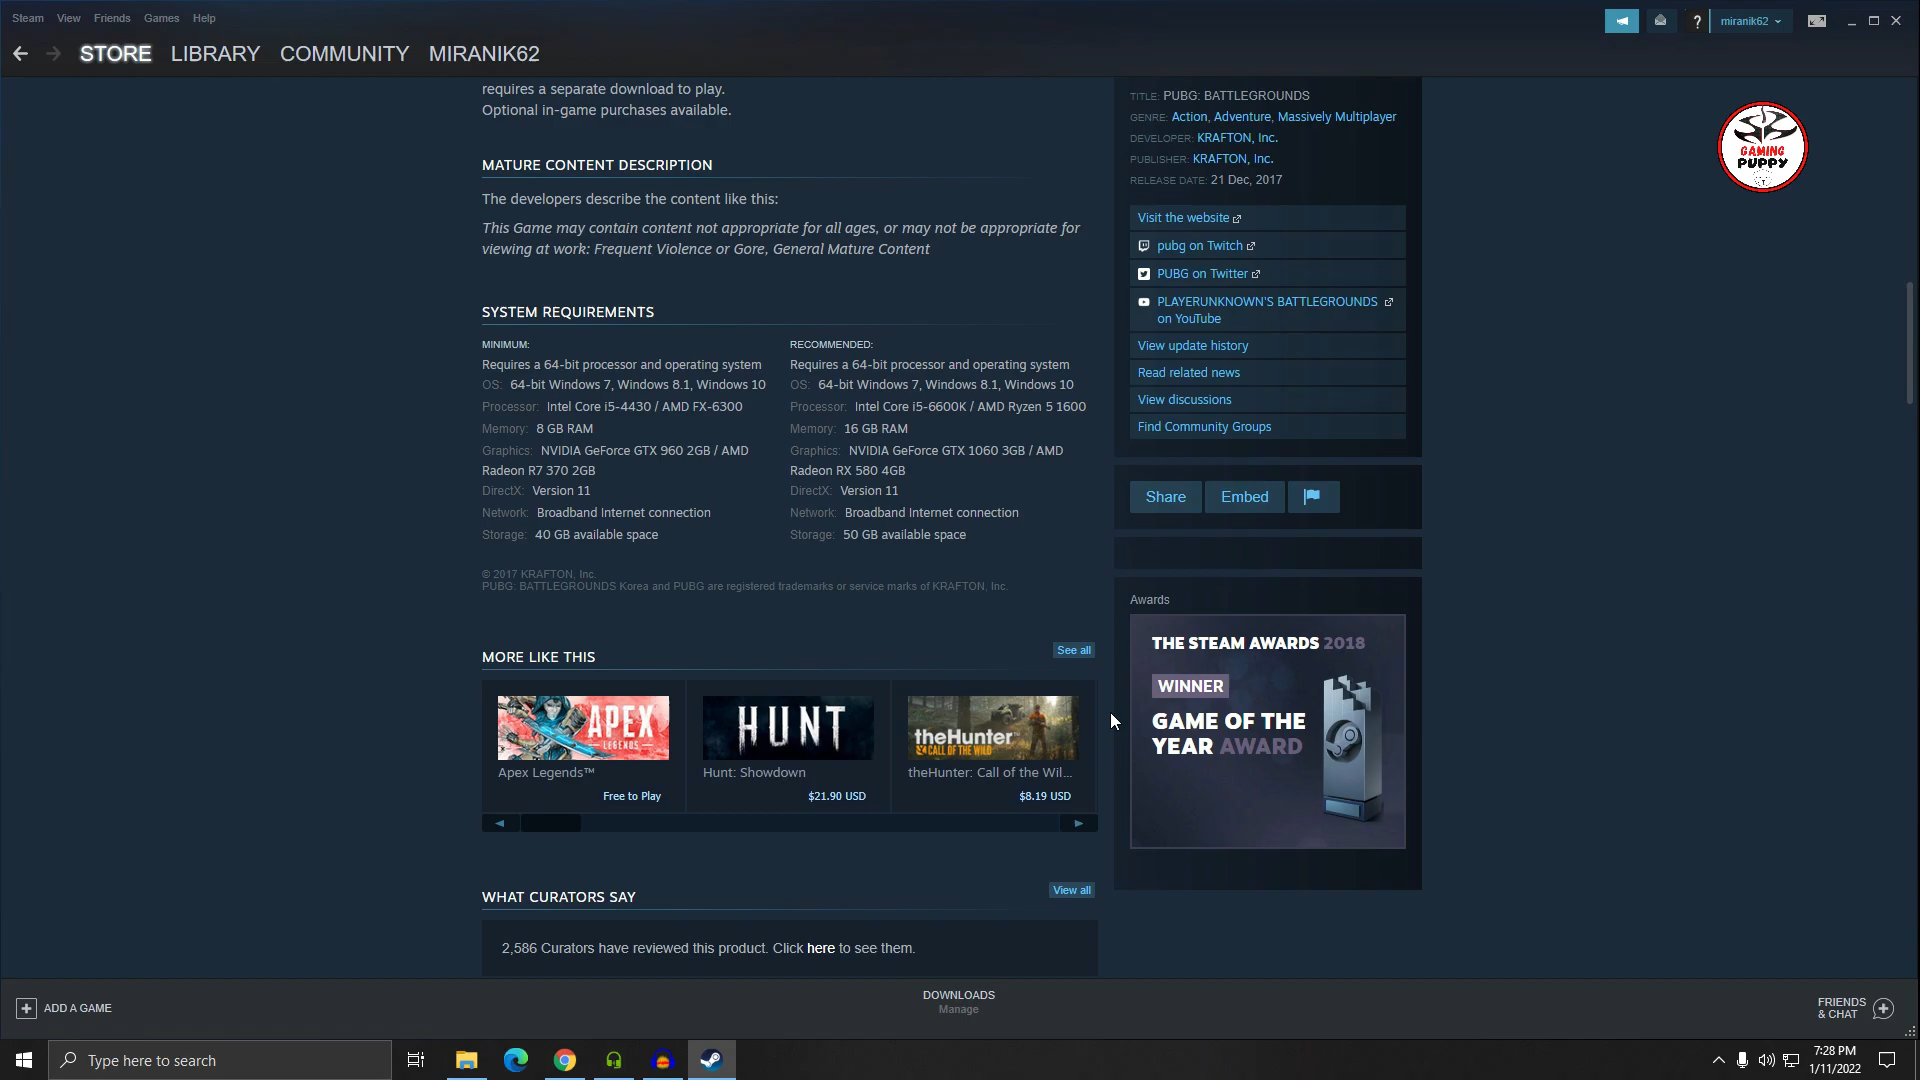 Steam View Friends Games Help
miranik62
STORE LIBRARY COMMUNITY MIRANIK62
requires a separate download to play.
Optional in-game purchases available.
MATURE CONTENT DESCRIPTION
The developers describe the content like this:
This Game may contain content not appropriate for all ages, or may not be appropriate for
viewing at work: Frequent Violence or Gore, General Mature Content
SYSTEM REQUIREMENTS
MINIMUM:
Requires a 64-bit processor and operating system
OS: 64-bit Windows 7, Windows 8.1, Windows 10
Processor: Intel Core i5-4430 / AMD FX-6300
Memory: 8 GB RAM
Graphics: NVIDIA GeForce GTX 960 2GB / AMD
Radeon R7 370 2GB
DirectX: Version 11
Network: Broadband Internet connection
Storage: 40 GB available space
RECOMMENDED:
Requires a 64-bit processor and operating system
OS: 64-bit Windows 7, Windows 8.1, Windows 10
Processor: Intel Core i5-6600K / AMD Ryzen 5 1600
Memory: 16 GB RAM
Graphics: NVIDIA GeForce GTX 1060 3GB / AMD
Radeon RX 580 4GB
DirectX: Version 11
Network: Broadband Internet connection
Storage: 50 GB available space
© 2017 KRAFTON, Inc.
PUBG: BATTLEGROUNDS Korea and PUBG are registered trademarks or service marks of KRAFTON, Inc.
MORE LIKE THIS
See all
APEX
LEGENDS
Apex Legends™
Free to Play
HUNT
Hunt: Showdown
$21.90 USD
theHunter™
CALL OF THE WILD
theHunter: Call of the Wil...
$8.19 USD
WHAT CURATORS SAY
View all
2,586 Curators have reviewed this product. Click here to see them.
TITLE: PUBG: BATTLEGROUNDS
GENRE: Action, Adventure, Massively Multiplayer
DEVELOPER: KRAFTON, Inc.
PUBLISHER: KRAFTON, Inc.
RELEASE DATE: 21 Dec, 2017
Visit the website
pubg on Twitch
PUBG on Twitter
PLAYERUNKNOWN'S BATTLEGROUNDS
on YouTube
View update history
Read related news
View discussions
Find Community Groups
Share
Embed
Awards
THE STEAM AWARDS 2018
WINNER
GAME OF THE
YEAR AWARD
GAMING
PUPPY
ADD A GAME
DOWNLOADS
Manage
FRIENDS
& CHAT
Type here to search
7:28 PM
1/11/2022